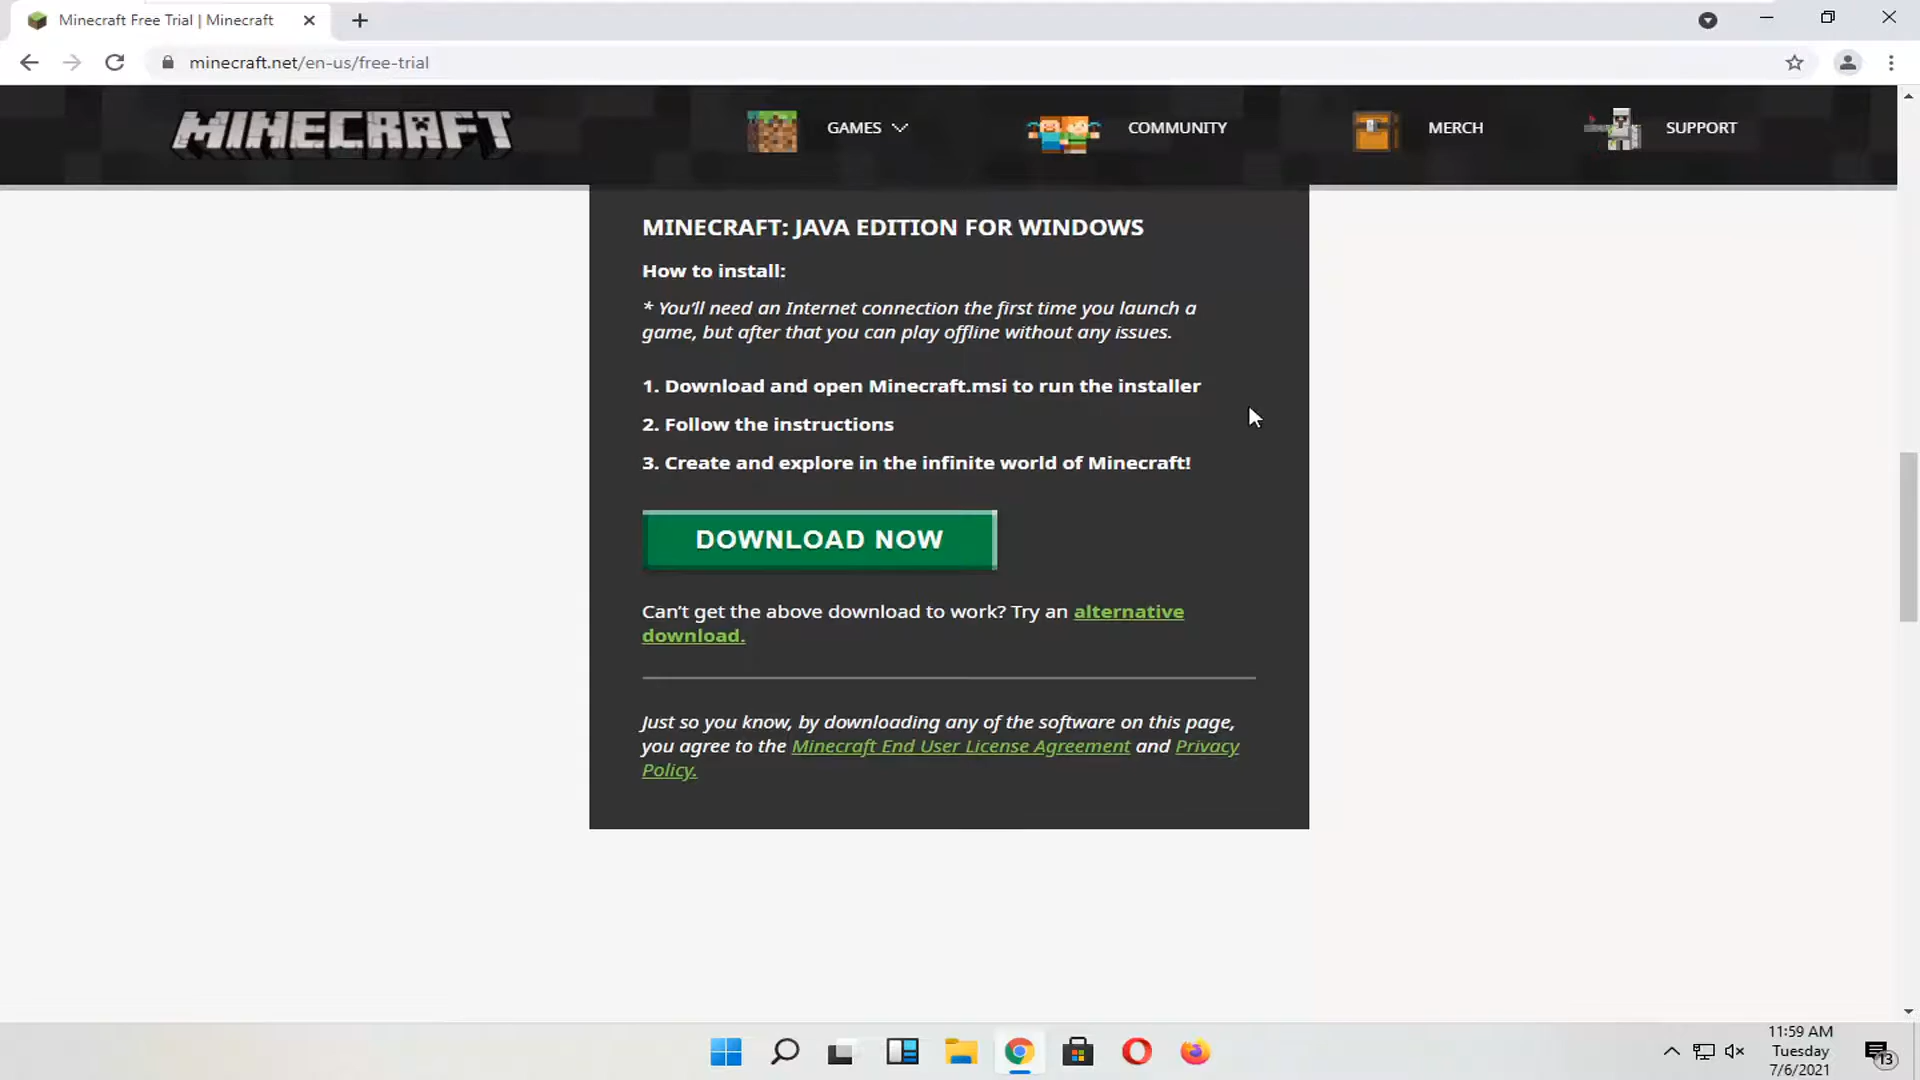 Minecraft Free Trial | Minecraft
minecraft.net/en-us/free-trial
MINECRAFT
GAMES
COMMUNITY
MERCH
SUPPORT
MINECRAFT: JAVA EDITION FOR WINDOWS
How to install:
* You'll need an Internet connection the first time you launch a
game, but after that you can play offline without any issues.
1. Download and open Minecraft.msi to run the installer
2. Follow the instructions
3. Create and explore in the infinite world of Minecraft!
DOWNLOAD NOW
Can't get the above download to work? Try an alternative
download.
Just so you know, by downloading any of the software on this page,
you agree to the Minecraft End User License Agreement and Privacy
Policy.
11:59 AM
Tuesday
7/6/2021
13